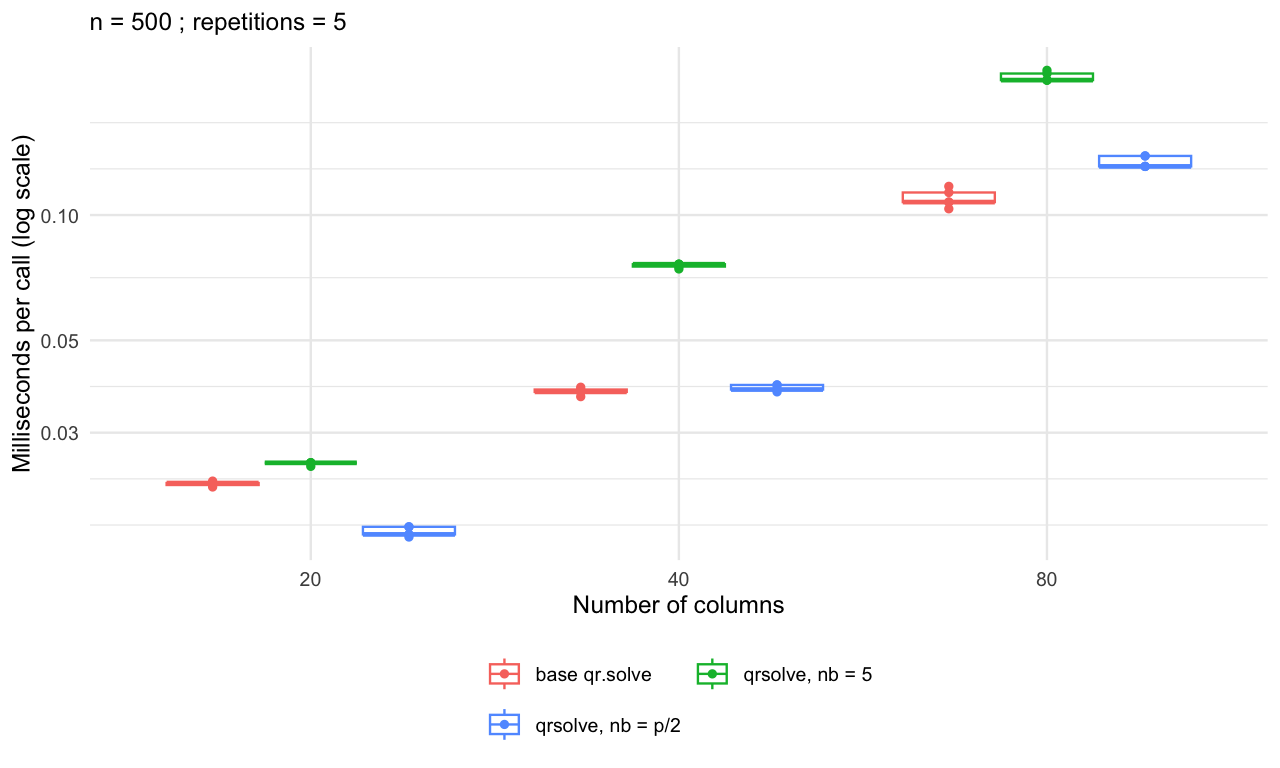 n = 500 ; repetitions = 5
Milliseconds per call (log scale)
0.10
0.05
0.03
20 40 80
Number of columns
base qr.solve qrsolve, nb = 5
qrsolve, nb = p/2